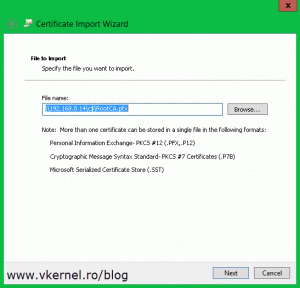 Certificate Import Wizard
File to Import
Specify the file you want to import.
File name:
\\192.168.0.14\c$\RootCA.pfx
Browse...
Note:  More than one certificate can be stored in a single file in the following formats:
Personal Information Exchange- PKCS #12 (.PFX,.P12)
Cryptographic Message Syntax Standard- PKCS #7 Certificates (.P7B)
Microsoft Serialized Certificate Store (.SST)
www.vkernel.ro/blog
Next
Cancel